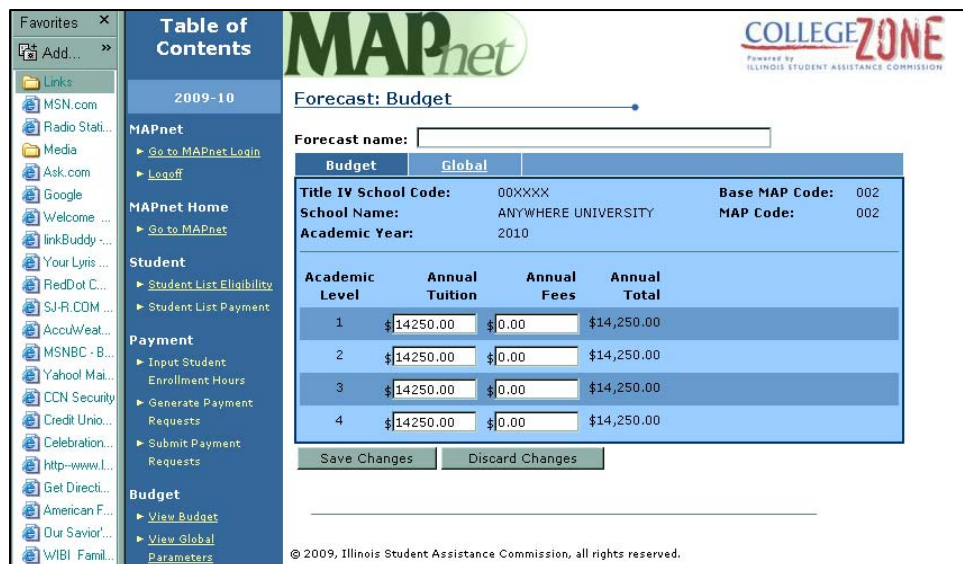 Favorites ×
Add... »
Links
MSN.com
Radio Stati...
Media
Ask.com
Google
Welcome ...
linkBuddy -...
Your Lyris ...
RedDot C...
SJ-R.COM ...
AccuWeat...
MSNBC - B...
Yahoo! Mai...
CCN Security
Credit Unio...
Celebration...
http--www.l...
Get Directi...
American F...
Our Savior'...
WIBI Famil...
Table of
Contents
2009-10
MAPnet
Go to MAPnet Login
Logoff
MAPnet Home
Go to MAPnet
Student
Student List Eligibility
Student List Payment
Payment
Input Student
Enrollment Hours
Generate Payment
Requests
Submit Payment
Requests
Budget
View Budget
View Global
Parameters
MAPnet
COLLEGE ZONE
Powered by
ILLINOIS STUDENT ASSISTANCE COMMISSION
Forecast: Budget
Forecast name:
Budget Global
Title IV School Code: 00XXXX Base MAP Code: 002
School Name: ANYWHERE UNIVERSITY MAP Code: 002
Academic Year: 2010
Academic Annual Annual Annual
Level Tuition Fees Total
1 $14250.00 $0.00 $14,250.00
2 $14250.00 $0.00 $14,250.00
3 $14250.00 $0.00 $14,250.00
4 $14250.00 $0.00 $14,250.00
Save Changes Discard Changes
© 2009, Illinois Student Assistance Commission, all rights reserved.